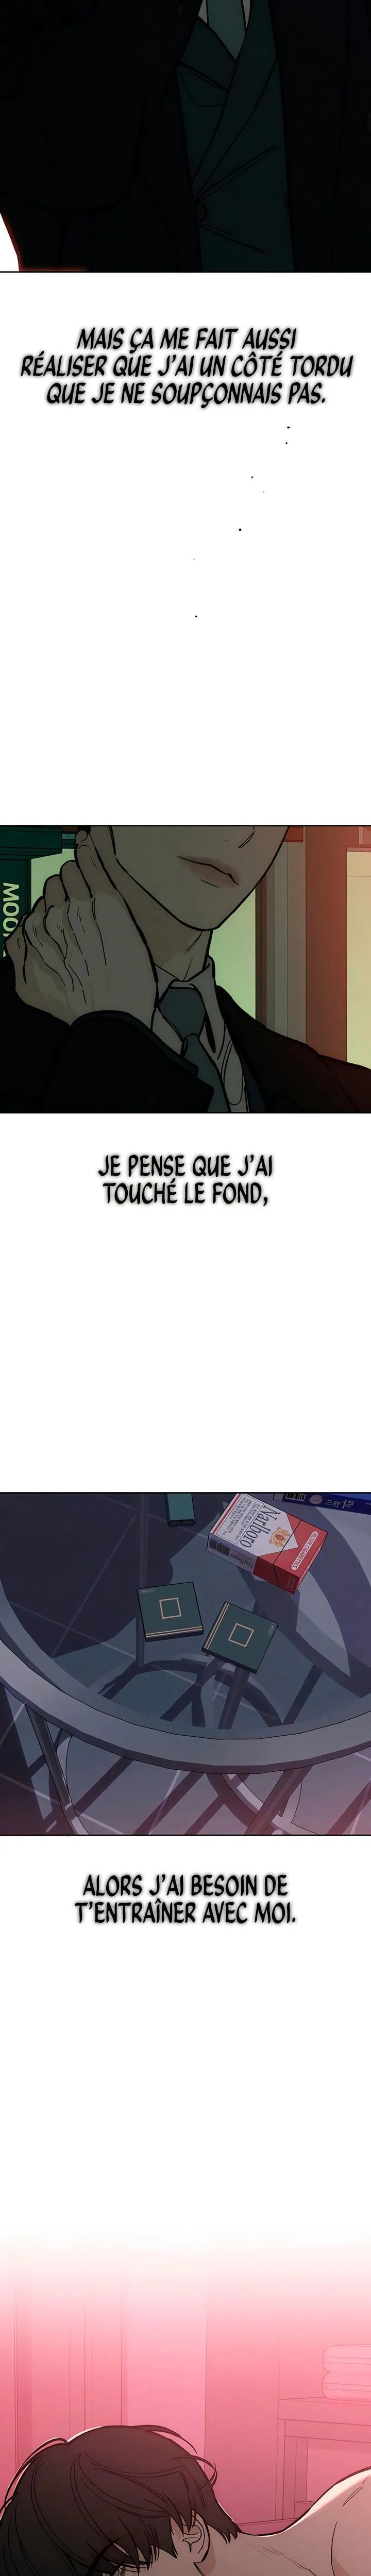 MAIS ÇA ME FAIT AUSSI
RÉALISER QUE J'AI UN CÔTÉ TORDU
QUE JE NE SOUPÇONNAIS PAS.
MOO
JE PENSE QUE J'AI
TOUCHÉ LE FOND,
Marlboro
ALORS J'AI BESOIN DE
T'ENTRAÎNER AVEC MOI.